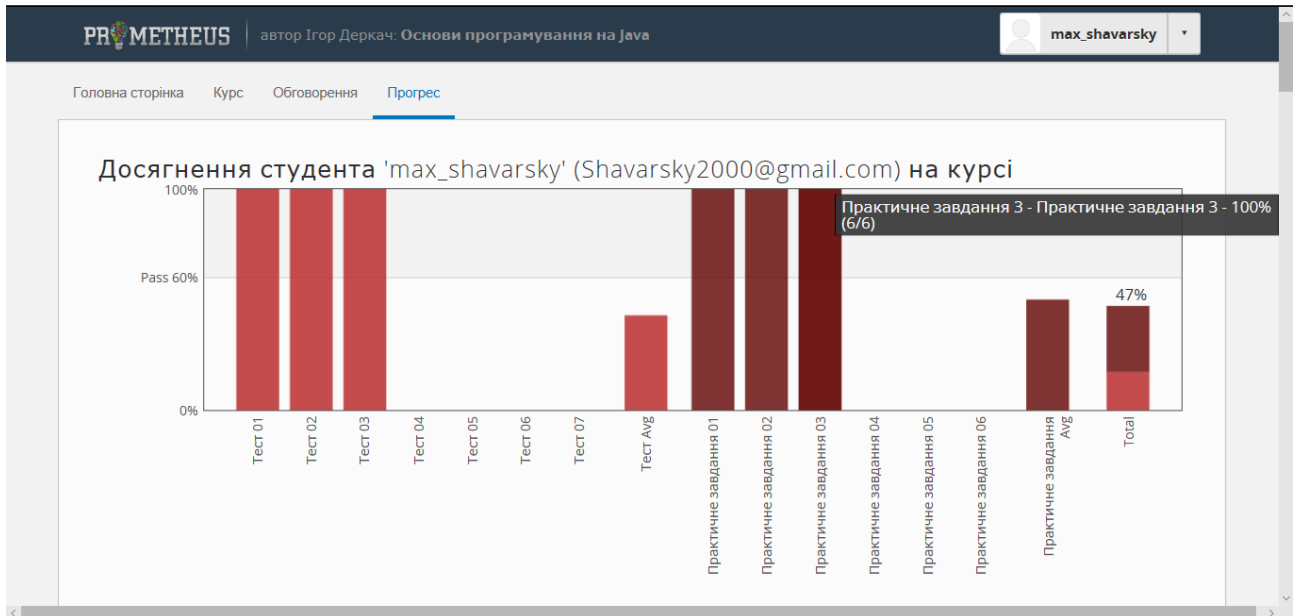 PROMETHEUS
автор Ігор Деркач: Основи програмування на Java
max_shavarsky
Головна сторінка Курс Обговорення Прогрес
Досягнення студента 'max_shavarsky' (Shavarsky2000@gmail.com) на курсі
100%
Практичне завдання 3 - Практичне завдання 3 - 100%
(6/6)
Pass 60%
47%
0%
Тест 01
Тест 02
Тест 03
Тест 04
Тест 05
Тест 06
Тест 07
Тест Avg
Практичне завдання 01
Практичне завдання 02
Практичне завдання 03
Практичне завдання 04
Практичне завдання 05
Практичне завдання 06
Практичне завдання
Avg
Total